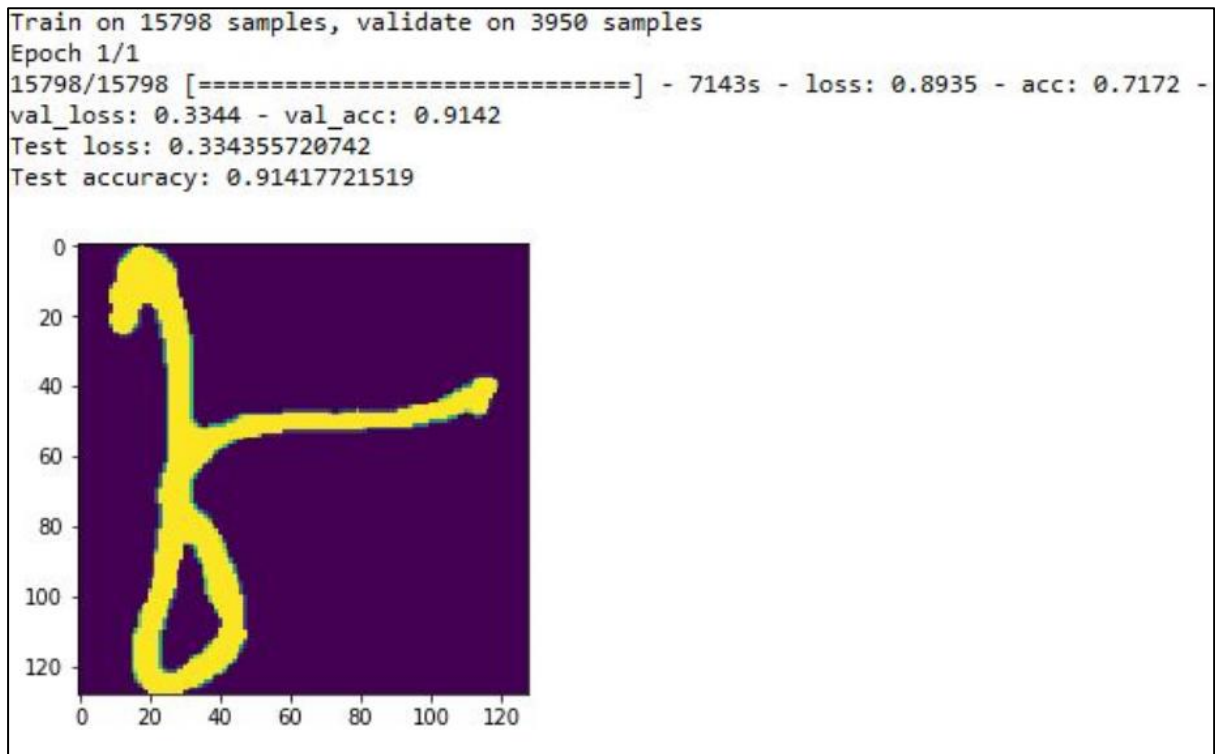 Train on 15798 samples, validate on 3950 samples
Epoch 1/1
15798/15798 [==============================] - 7143s - loss: 0.8935 - acc: 0.7172 -
val_loss: 0.3344 - val_acc: 0.9142
Test loss: 0.334355720742
Test accuracy: 0.91417721519
0
20
40
60
80
100
120
0 20 40 60 80 100 120